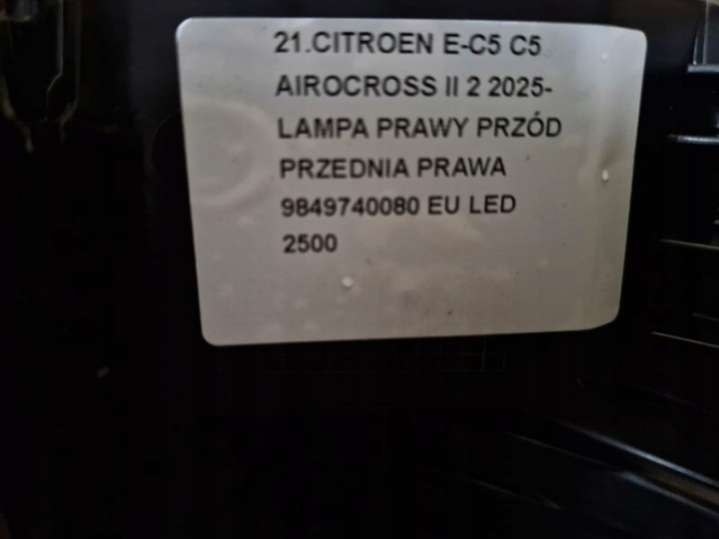 21.CITROEN E-C5 C5
AIROCROSS II 2 2025-
LAMPA PRAWY PRZÓD
PRZEDNIA PRAWA
9849740080 EU LED
2500